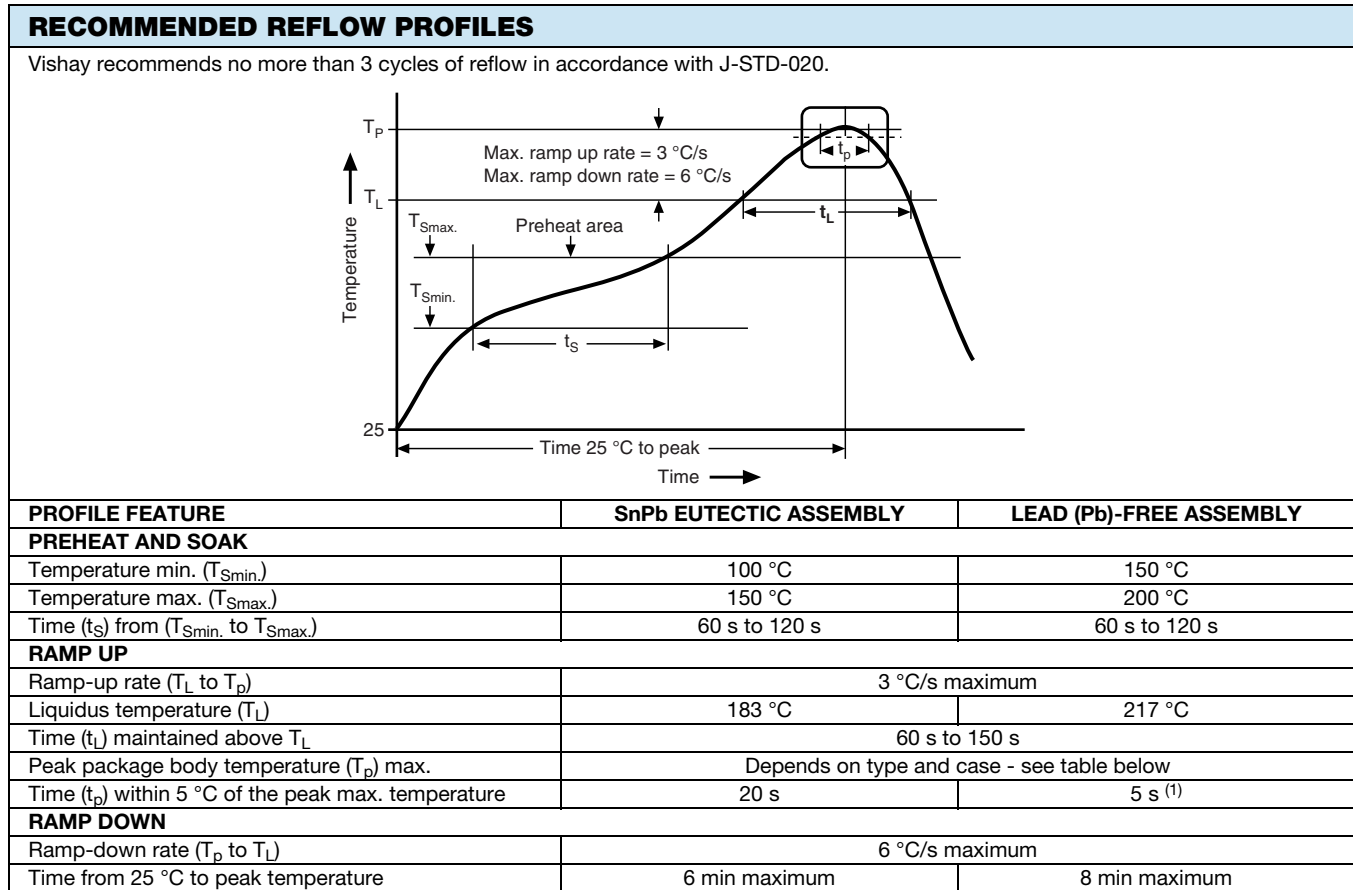 RECOMMENDED REFLOW PROFILES
Vishay recommends no more than 3 cycles of reflow in accordance with J-STD-020.
TP
Max. ramp up rate = 3 °C/s
Max. ramp down rate = 6 °C/s
tp
TL
tL
TSmax.
Preheat area
TSmin.
tS
Temperature
25
Time 25 °C to peak
Time
PROFILE FEATURE SnPb EUTECTIC ASSEMBLY LEAD (Pb)-FREE ASSEMBLY
PREHEAT AND SOAK
Temperature min. (TSmin.) 100 °C 150 °C
Temperature max. (TSmax.) 150 °C 200 °C
Time (tS) from (TSmin. to TSmax.) 60 s to 120 s 60 s to 120 s
RAMP UP
Ramp-up rate (TL to Tp) 3 °C/s maximum
Liquidus temperature (TL) 183 °C 217 °C
Time (tL) maintained above TL 60 s to 150 s
Peak package body temperature (Tp) max. Depends on type and case - see table below
Time (tp) within 5 °C of the peak max. temperature 20 s 5 s (1)
RAMP DOWN
Ramp-down rate (Tp to TL) 6 °C/s maximum
Time from 25 °C to peak temperature 6 min maximum 8 min maximum